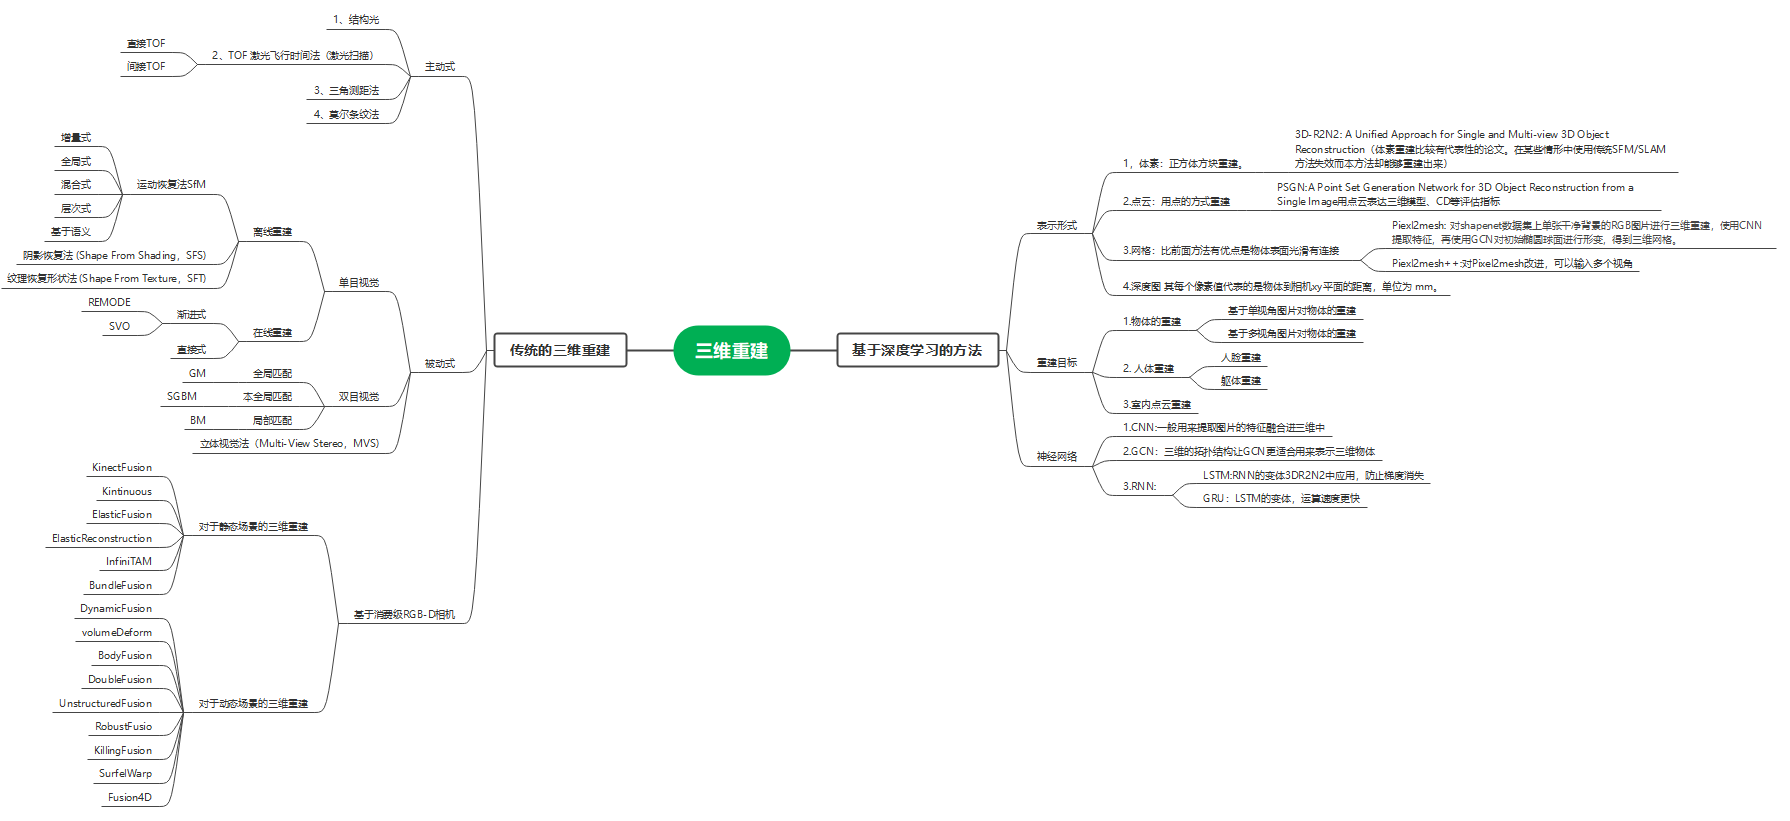 三维重建
传统的三维重建
主动式
1、结构光
2、TOF 激光飞行时间法（激光扫描）
直接TOF
间接TOF
3、三角测距法
4、莫尔条纹法
被动式
单目视觉
离线重建
运动恢复法SfM
增量式
全局式
混合式
层次式
基于语义
阴影恢复法 (Shape From Shading，SFS)
纹理恢复形状法 (Shape From Texture，SFT)
在线重建
渐进式
REMODE
SVO
直接式
双目视觉
全局匹配
GM
本全局匹配
SGBM
局部匹配
BM
立体视觉法（Multi-View Stereo，MVS)
基于消费级RGB-D相机
对于静态场景的三维重建
KinectFusion
Kintinuous
ElasticFusion
ElasticReconstruction
InfiniTAM
BundleFusion
对于动态场景的三维重建
DynamicFusion
volumeDeform
BodyFusion
DoubleFusion
UnstructuredFusion
RobustFusio
KillingFusion
SurfelWarp
Fusion4D
基于深度学习的方法
表示形式
1，体素：正方体方块重建。
3D-R2N2: A Unified Approach for Single and Multi-view 3D Object
Reconstruction（体素重建比较有代表性的论文。在某些情形中使用传统SFM/SLAM
方法失效而本方法却能够重建出来）
2.点云：用点的方式重建
PSGN:A Point Set Generation Network for 3D Object Reconstruction from a
Single Image用点云表达三维模型、CD等评估指标
3.网格：比前面方法有优点是物体表面光滑有连接
Piexl2mesh: 对shapenet数据集上单张干净背景的RGB图片进行三维重建，使用CNN
提取特征，再使用GCN对初始椭圆球面进行形变，得到三维网格。
Piexl2mesh++:对Pixel2mesh改进，可以输入多个视角
4.深度图 其每个像素值代表的是物体到相机xy平面的距离，单位为 mm。
重建目标
1.物体的重建
基于单视角图片对物体的重建
基于多视角图片对物体的重建
2. 人体重建
人脸重建
躯体重建
3.室内点云重建
神经网络
1.CNN:一般用来提取图片的特征融合进三维中
2.GCN：三维的拓扑结构让GCN更适合用来表示三维物体
3.RNN:
LSTM:RNN的变体3DR2N2中应用，防止梯度消失
GRU：LSTM的变体，运算速度更快